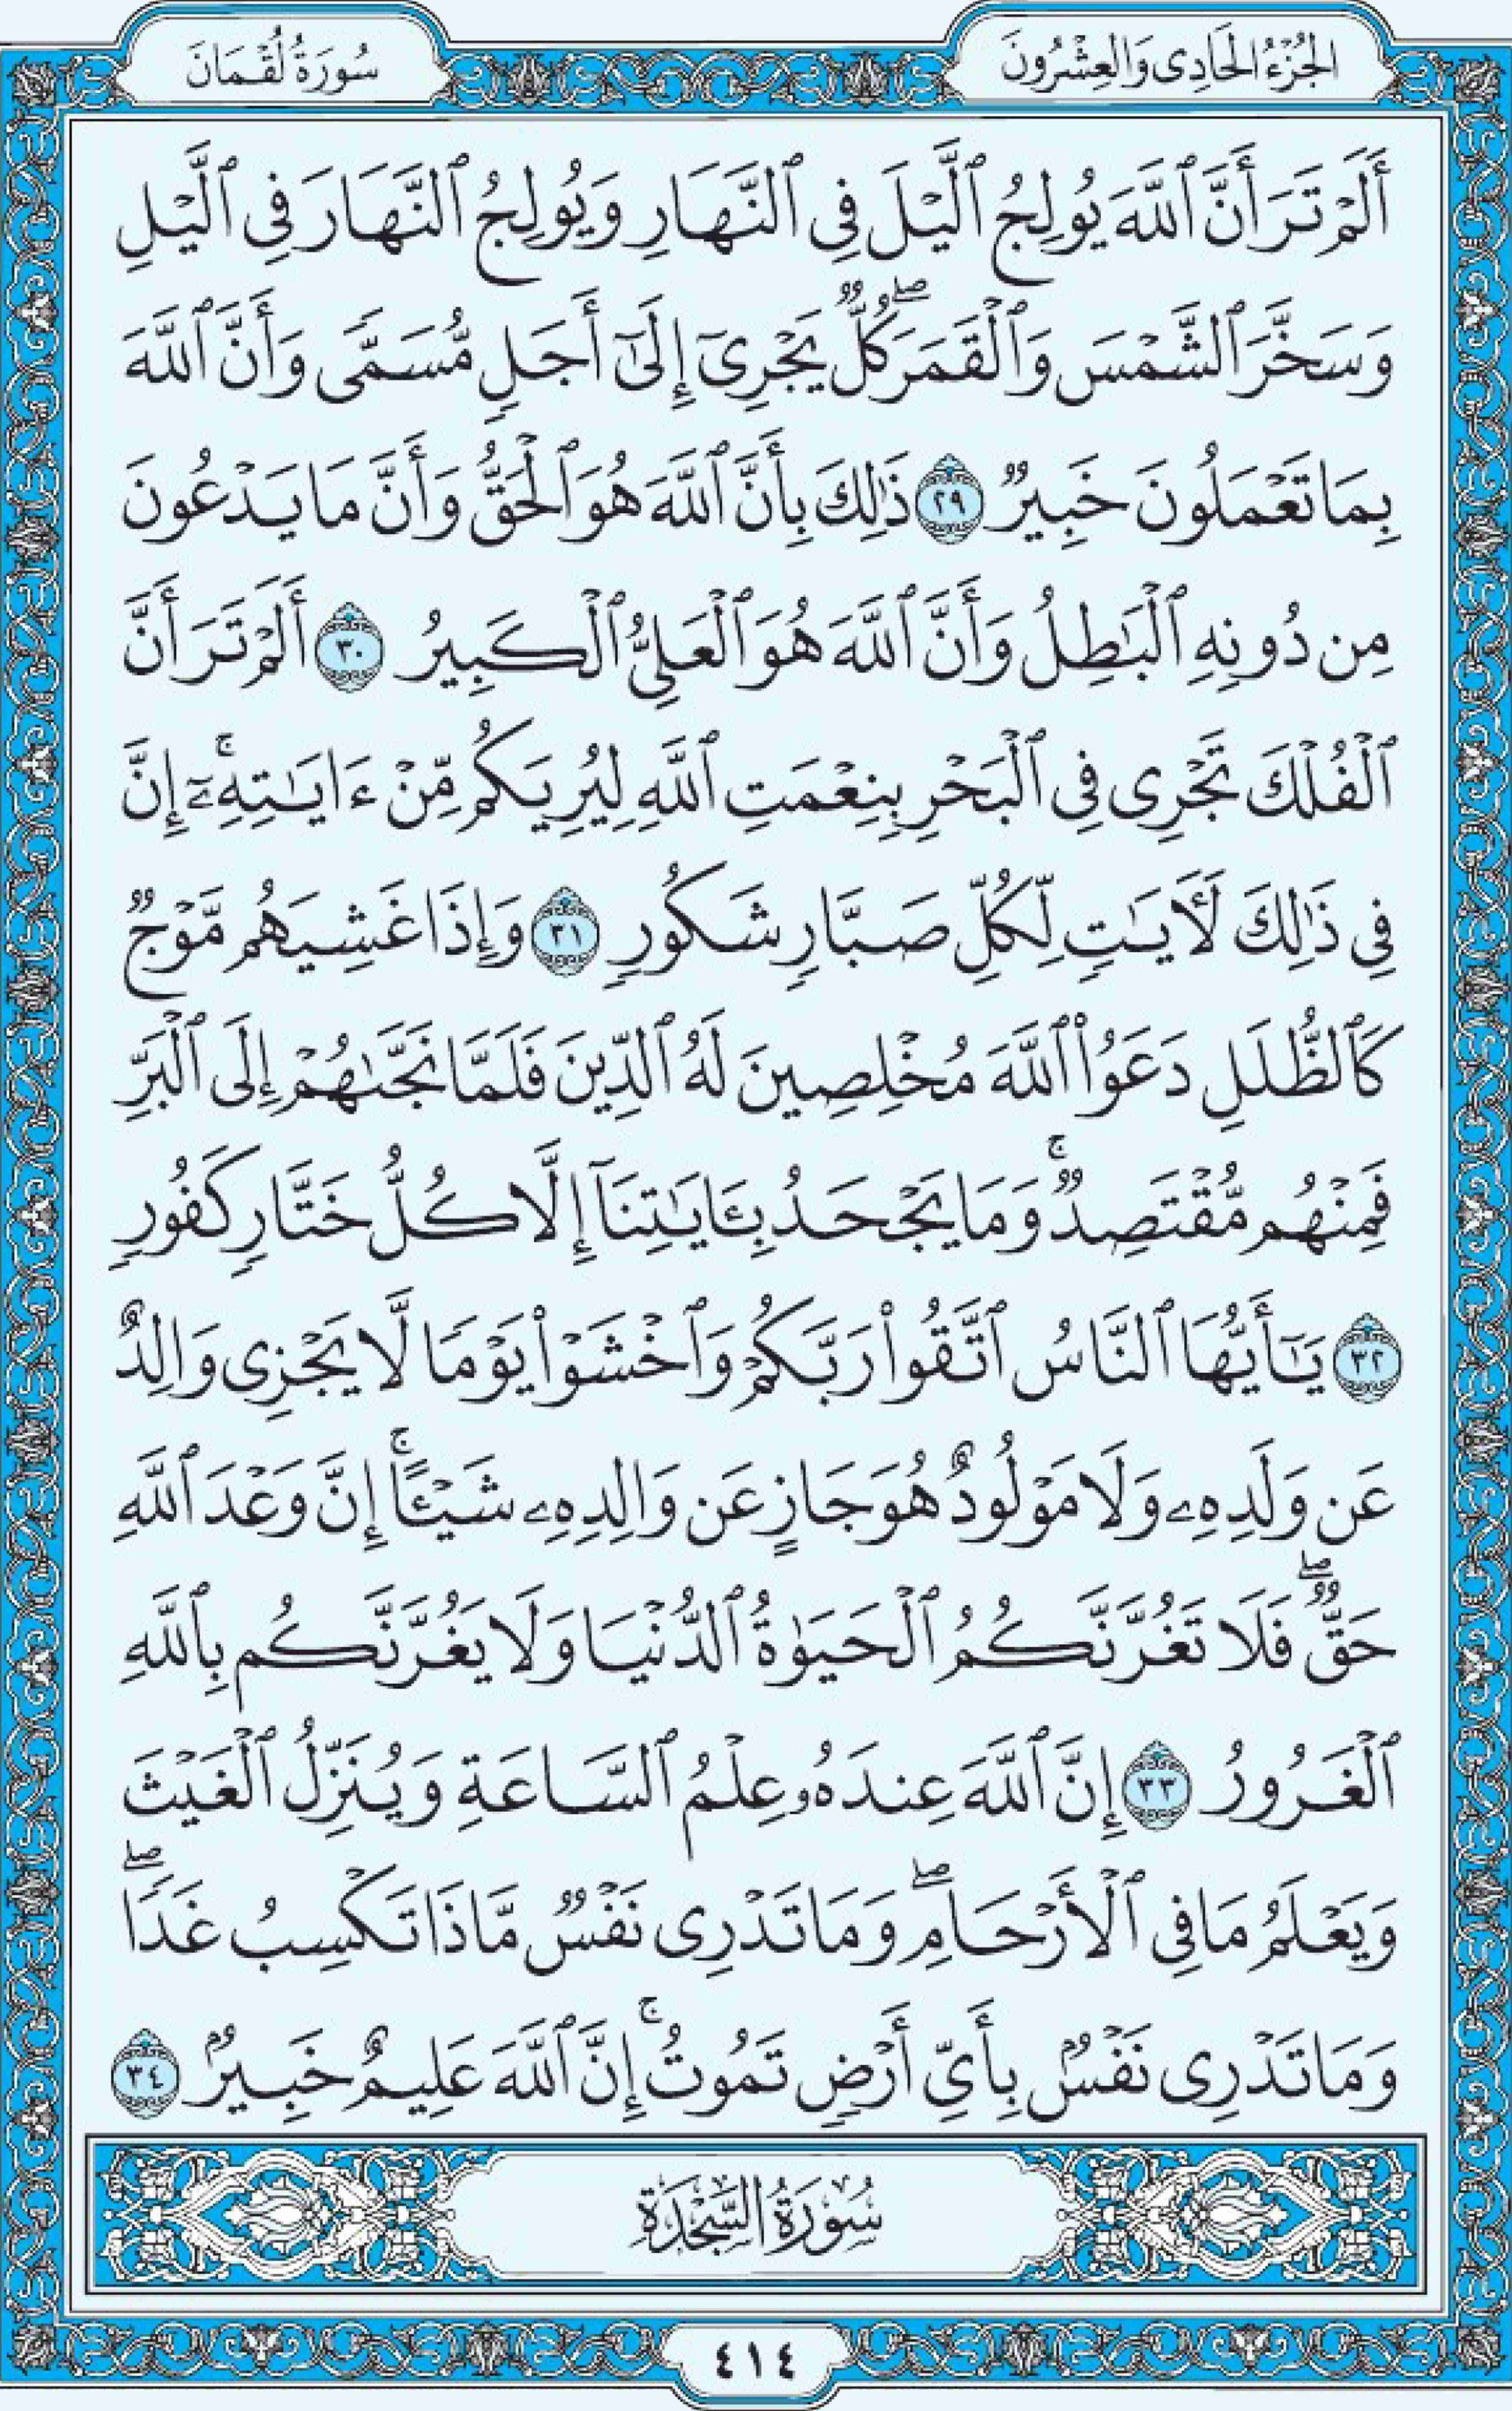 الجُزْءُ الحَادِى وَالعِشْرُونَ
سُورَةُ لُقْمَانَ
أَلَمْ تَرَ أَنَّ ٱللَّهَ يُولِجُ ٱلَّيْلَ فِى ٱلنَّهَارِ وَيُولِجُ ٱلنَّهَارَ فِى ٱلَّيْلِ
وَسَخَّرَ ٱلشَّمْسَ وَٱلْقَمَرَۖ كُلٌّ يَجْرِىٓ إِلَىٰٓ أَجَلٍ مُّسَمًّى وَأَنَّ ٱللَّهَ
بِمَا تَعْمَلُونَ خَبِيرٌ ٢٩ ذَٰلِكَ بِأَنَّ ٱللَّهَ هُوَ ٱلْحَقُّ وَأَنَّ مَا يَدْعُونَ
مِن دُونِهِ ٱلْبَٰطِلُ وَأَنَّ ٱللَّهَ هُوَ ٱلْعَلِىُّ ٱلْكَبِيرُ ٣٠ أَلَمْ تَرَ أَنَّ
ٱلْفُلْكَ تَجْرِى فِى ٱلْبَحْرِ بِنِعْمَتِ ٱللَّهِ لِيُرِيَكُم مِّنْ ءَايَٰتِهِۦٓۚ إِنَّ
فِى ذَٰلِكَ لَءَايَٰتٍ لِّكُلِّ صَبَّارٍ شَكُورٍ ٣١ وَإِذَا غَشِيَهُم مَّوْجٌ
كَٱلظُّلَلِ دَعَوُا۟ ٱللَّهَ مُخْلِصِينَ لَهُ ٱلدِّينَ فَلَمَّا نَجَّىٰهُمْ إِلَى ٱلْبَرِّ
فَمِنْهُم مُّقْتَصِدٌۚ وَمَا يَجْحَدُ بِـَٔايَٰتِنَآ إِلَّا كُلُّ خَتَّارٍ كَفُورٍ
٣٢ يَٰٓأَيُّهَا ٱلنَّاسُ ٱتَّقُوا۟ رَبَّكُمْ وَٱخْشَوْا۟ يَوْمًا لَّا يَجْزِى وَالِدٌ
عَن وَلَدِهِۦ وَلَا مَوْلُودٌ هُوَ جَازٍ عَن وَالِدِهِۦ شَيْـًٔاۚ إِنَّ وَعْدَ ٱللَّهِ
حَقٌّۖ فَلَا تَغُرَّنَّكُمُ ٱلْحَيَوٰةُ ٱلدُّنْيَا وَلَا يَغُرَّنَّكُم بِٱللَّهِ
ٱلْغَرُورُ ٣٣ إِنَّ ٱللَّهَ عِندَهُۥ عِلْمُ ٱلسَّاعَةِ وَيُنَزِّلُ ٱلْغَيْثَ
وَيَعْلَمُ مَا فِى ٱلْأَرْحَامِۖ وَمَا تَدْرِى نَفْسٌ مَّاذَا تَكْسِبُ غَدًاۖ
وَمَا تَدْرِى نَفْسٌۢ بِأَىِّ أَرْضٍ تَمُوتُۚ إِنَّ ٱللَّهَ عَلِيمٌ خَبِيرٌۢ ٣٤
سُورَةُ السَّجْدَةِ
٤١٤